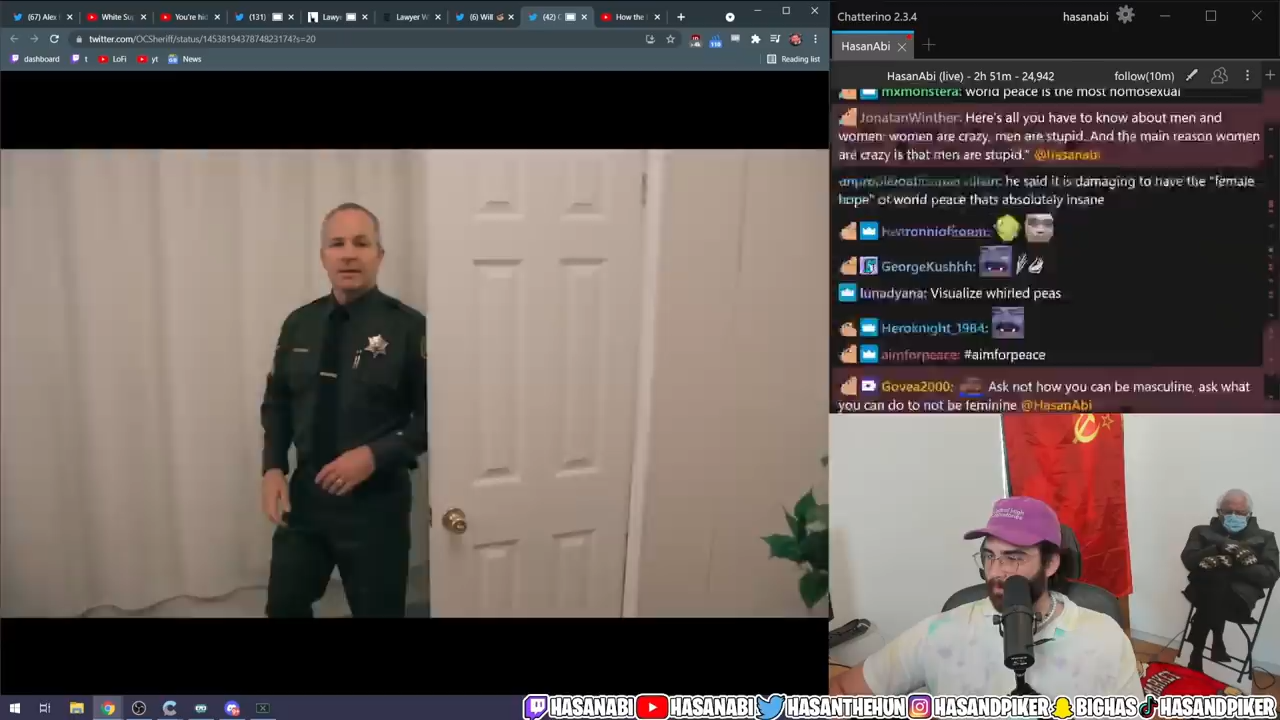 (67) Alex
White Su
You're hi
(131)
Lawye
Lawyer W
(6) Will
(42) C
How the
twitter.com/OCSheriff/status/1453819437874823174?s=20
dashboard
t
LoFi
yt
News
Reading list
Chatterino 2.3.4
hasanabi
HasanAbi
HasanAbi (live) - 2h 51m - 24,942
follow(10m)
mxmonstera: world peace is the most homosexual
JonatanWinther: Here's all you have to know about men and
women: women are crazy, men are stupid. And the main reason women
are crazy is that men are stupid." @Hasanabi
he said it is damaging to have the "female
hope" of world peace thats absolutely insane
GeorgeKushhh:
lunadyana: Visualize whirled peas
Heroknight_1984:
aimforpeace: #aimforpeace
Govea2000: Ask not how you can be masculine, ask what
you can do to not be feminine @HasanAbi
HASANABI
HASANABI
HASANTHEHUN
HASANDPIKER
BIGHAS
HASANDPIKER